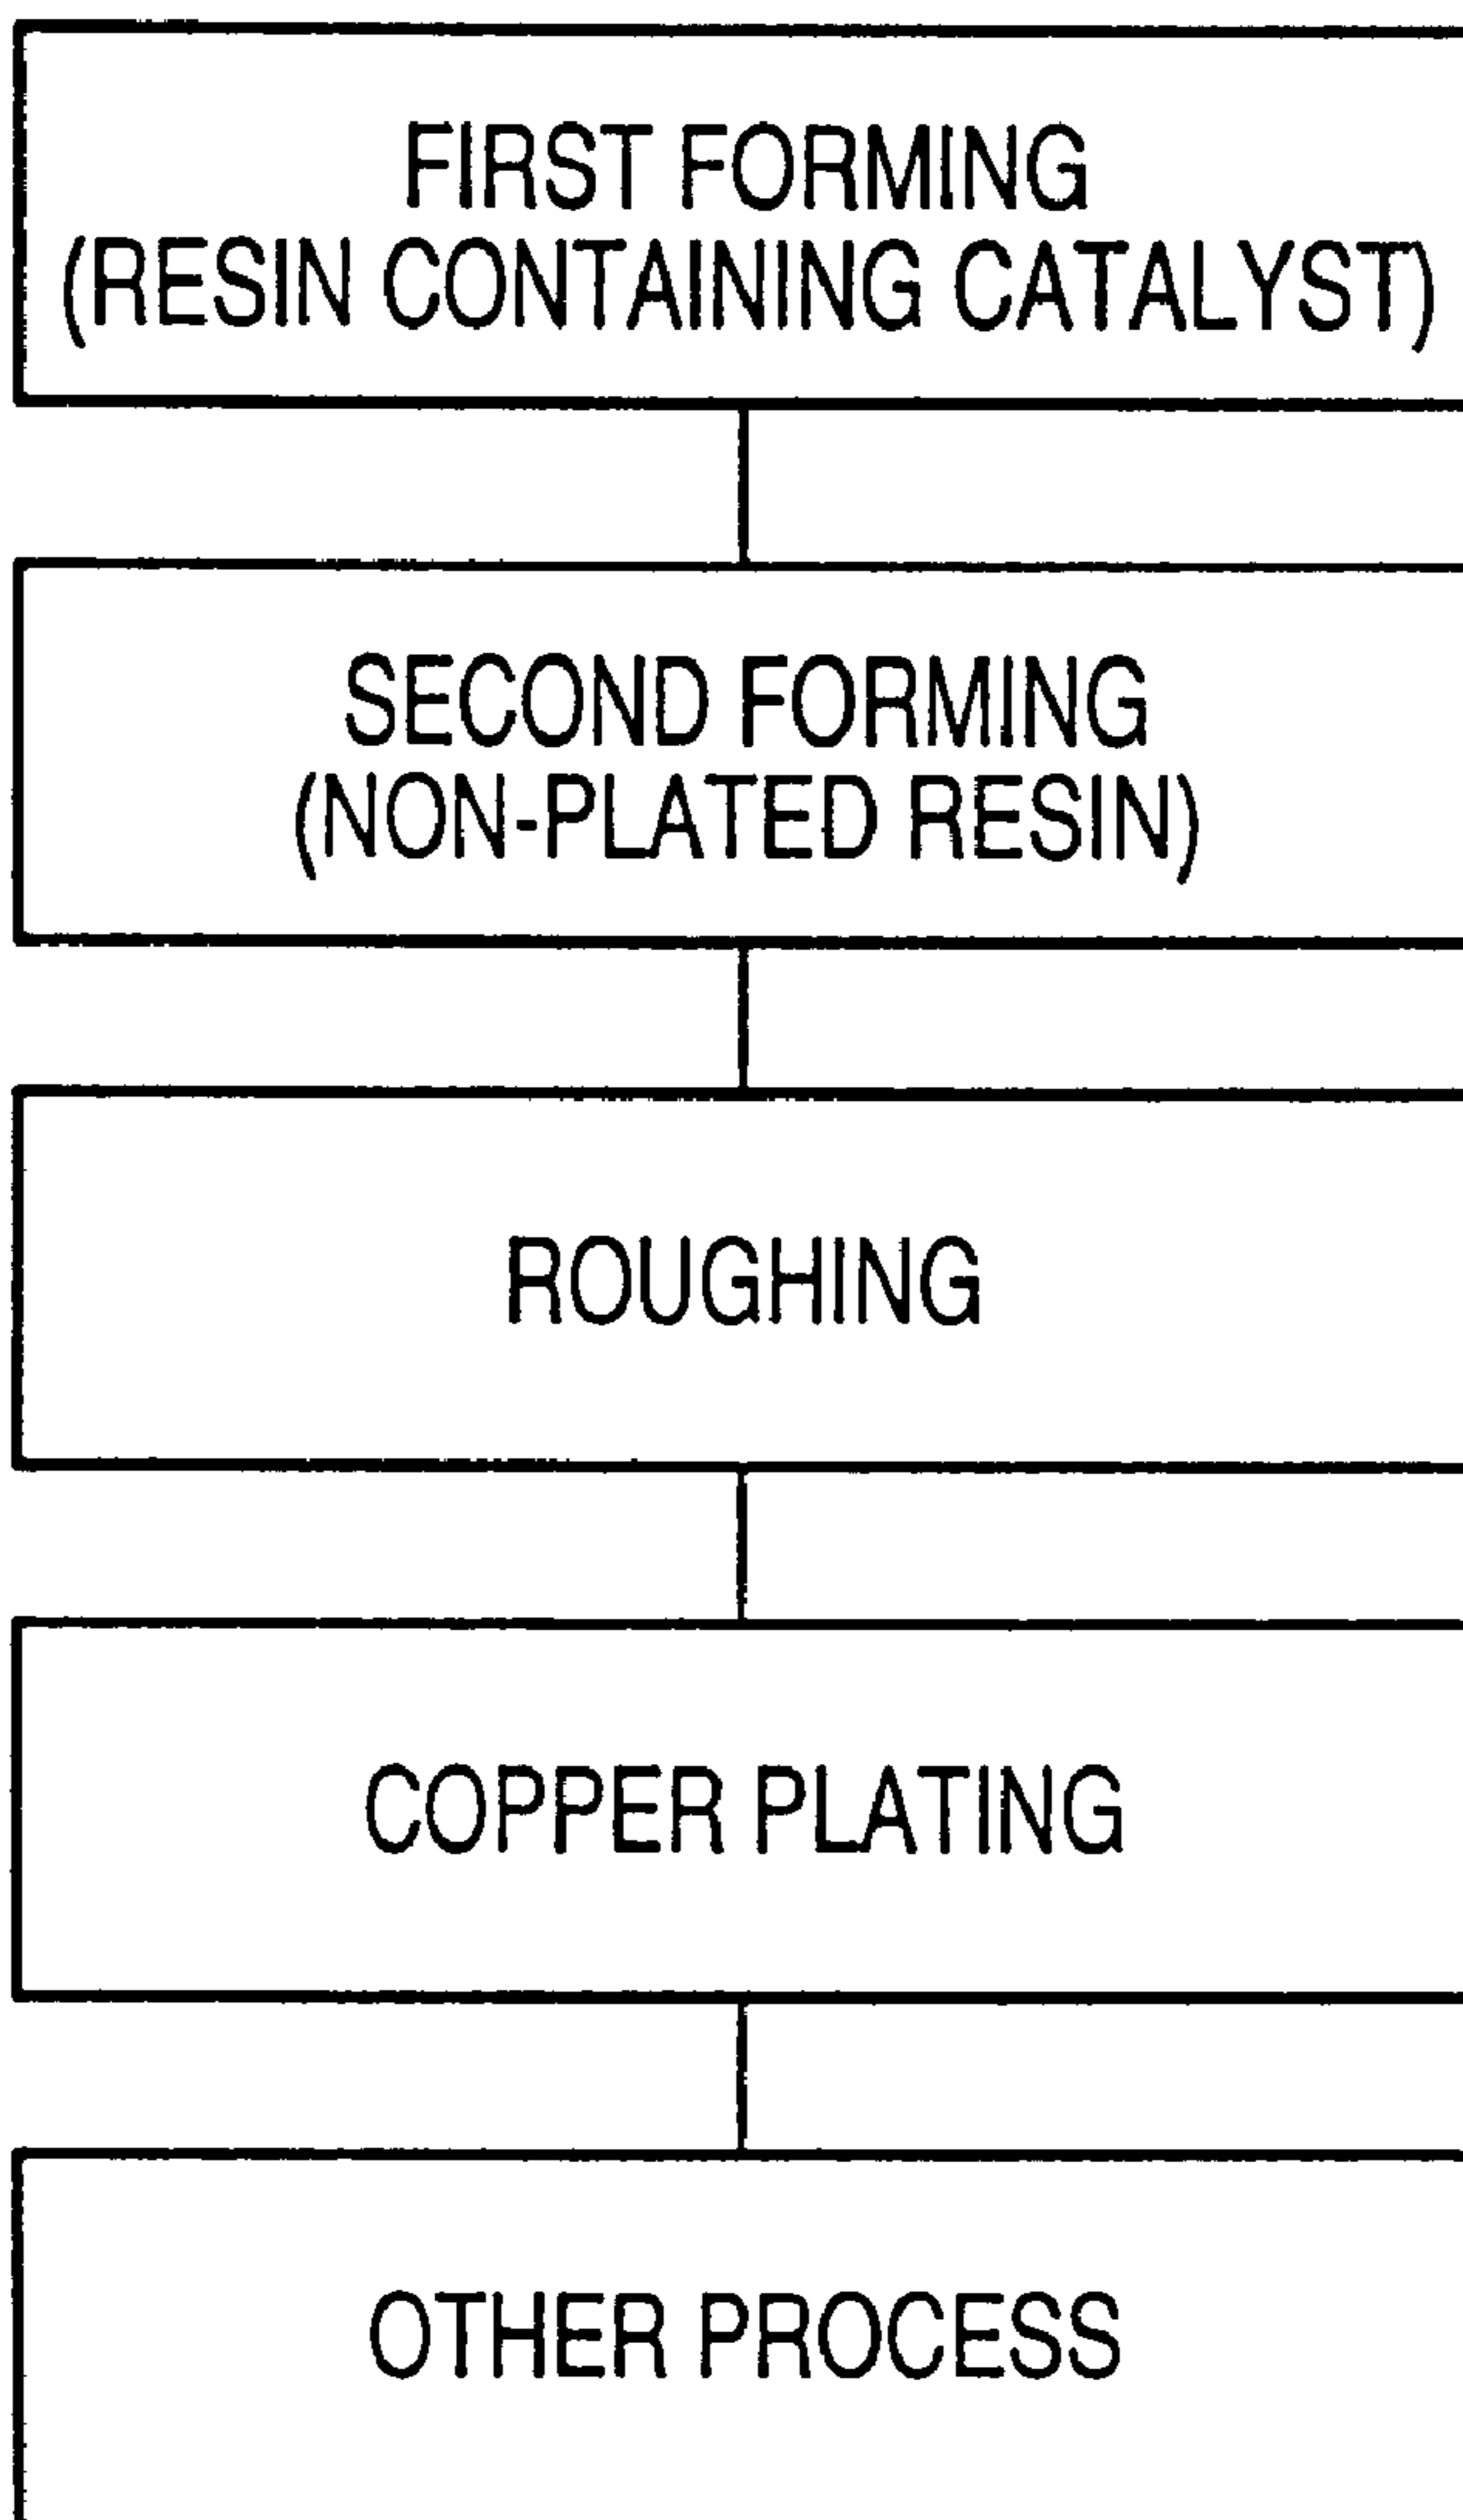 FIRST FORMING
(RESIN CONTAINING CATALYST)
SECOND FORMING
(NON-PLATED RESIN)
ROUGHING
COPPER PLATING
OTHER PROCESS